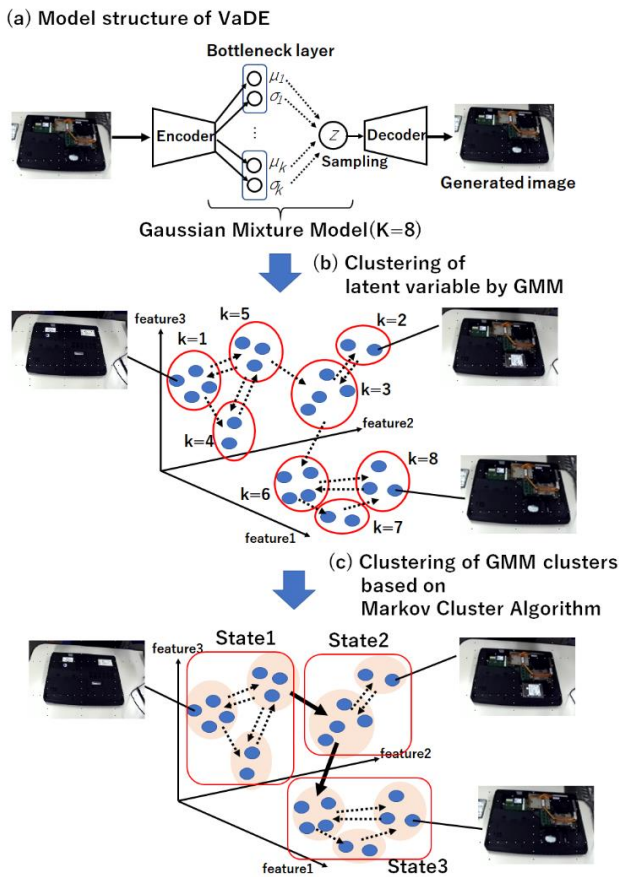 (a) Model structure of VaDE
Bottleneck layer
μ1
σ1
Encoder
⋮
Z
Decoder
μk
σk
Sampling
Generated image
Gaussian Mixture Model(K=8)
(b) Clustering of
latent variable by GMM
feature3
k=5
k=2
k=1
k=3
feature2
k=4
k=8
k=6
k=7
feature1
(c) Clustering of GMM clusters
based on
Markov Cluster Algorithm
State1
State2
feature3
feature2
feature1
State3